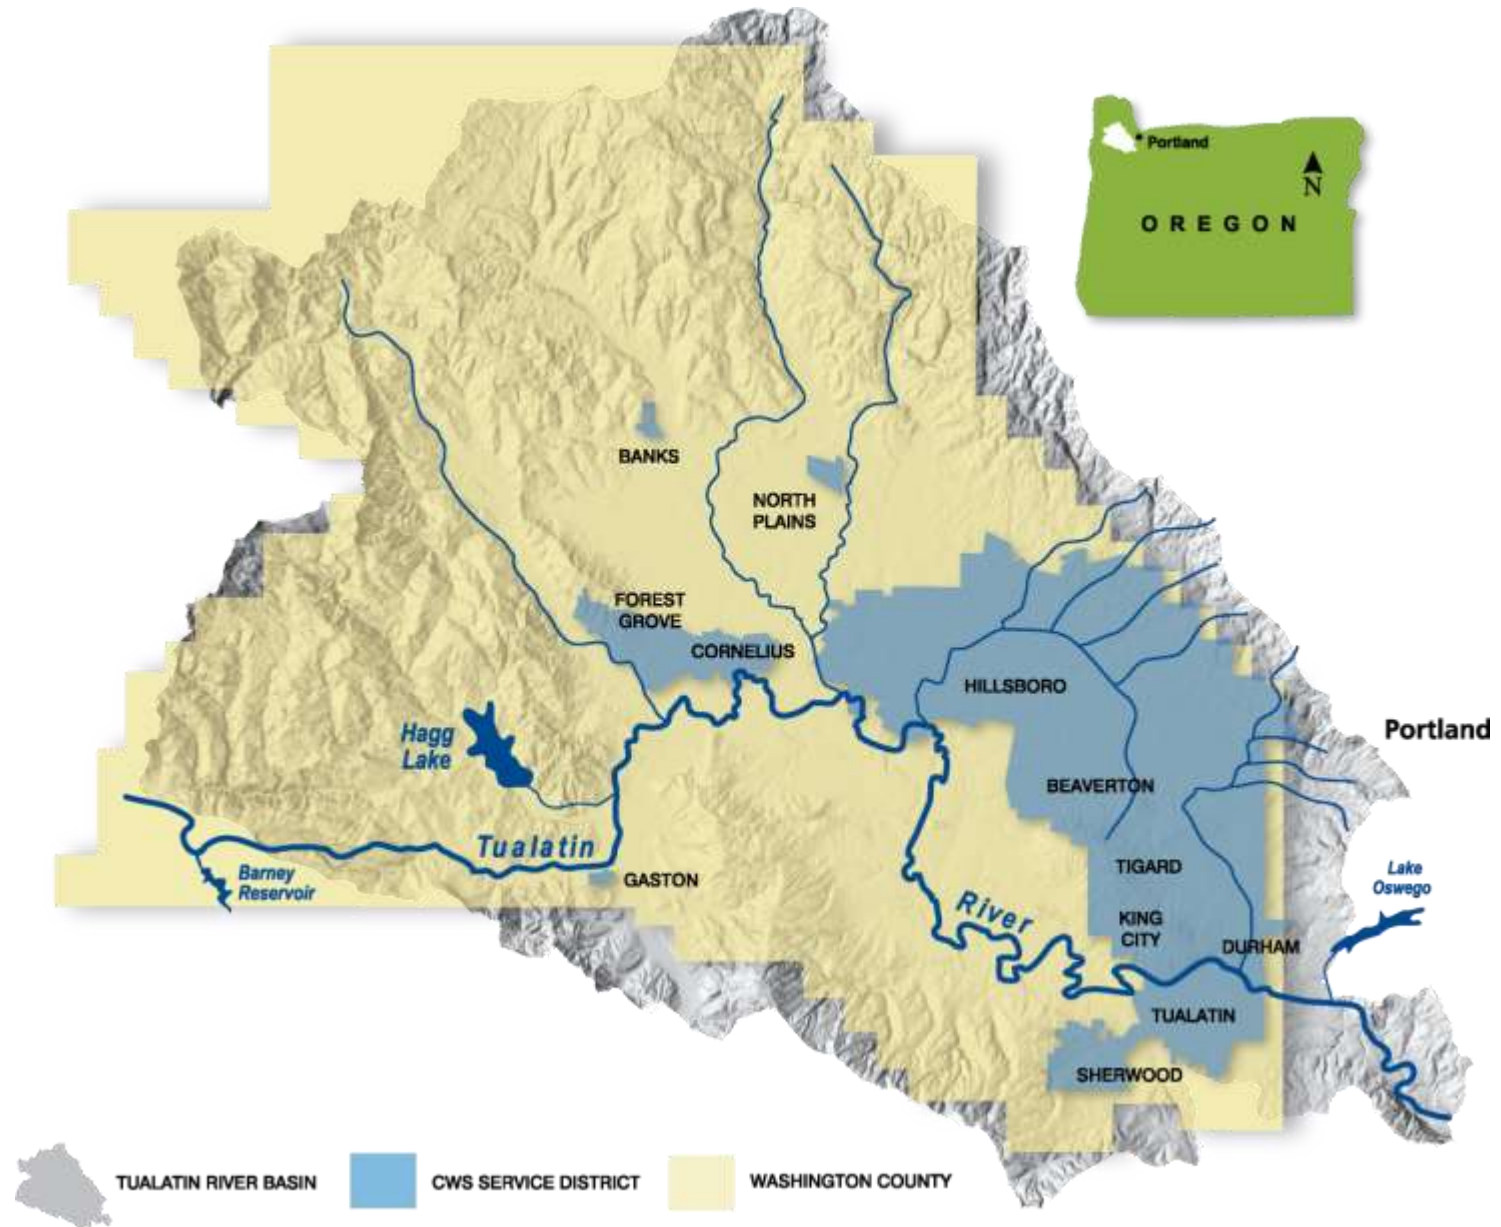 Portland
N
OREGON
BANKS
NORTH
PLAINS
FOREST
GROVE
CORNELIUS
HILLSBORO
Hagg
Lake
Portland
BEAVERTON
Tualatin
GASTON
Barney
Reservoir
TIGARD
Lake
Oswego
River
KING
CITY
DURHAM
TUALATIN
SHERWOOD
TUALATIN RIVER BASIN
CWS SERVICE DISTRICT
WASHINGTON COUNTY